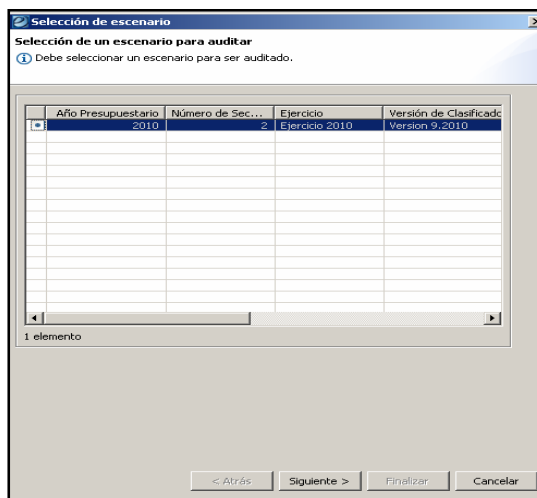 Selección de escenario
Selección de un escenario para auditar
Debe seleccionar un escenario para ser auditado.
Año Presupuestario Número de Sec... Ejercicio Versión de Clasificado
2010 2 Ejercicio 2010 Version 9.2010
1 elemento
< Atrás Siguiente > Finalizar Cancelar